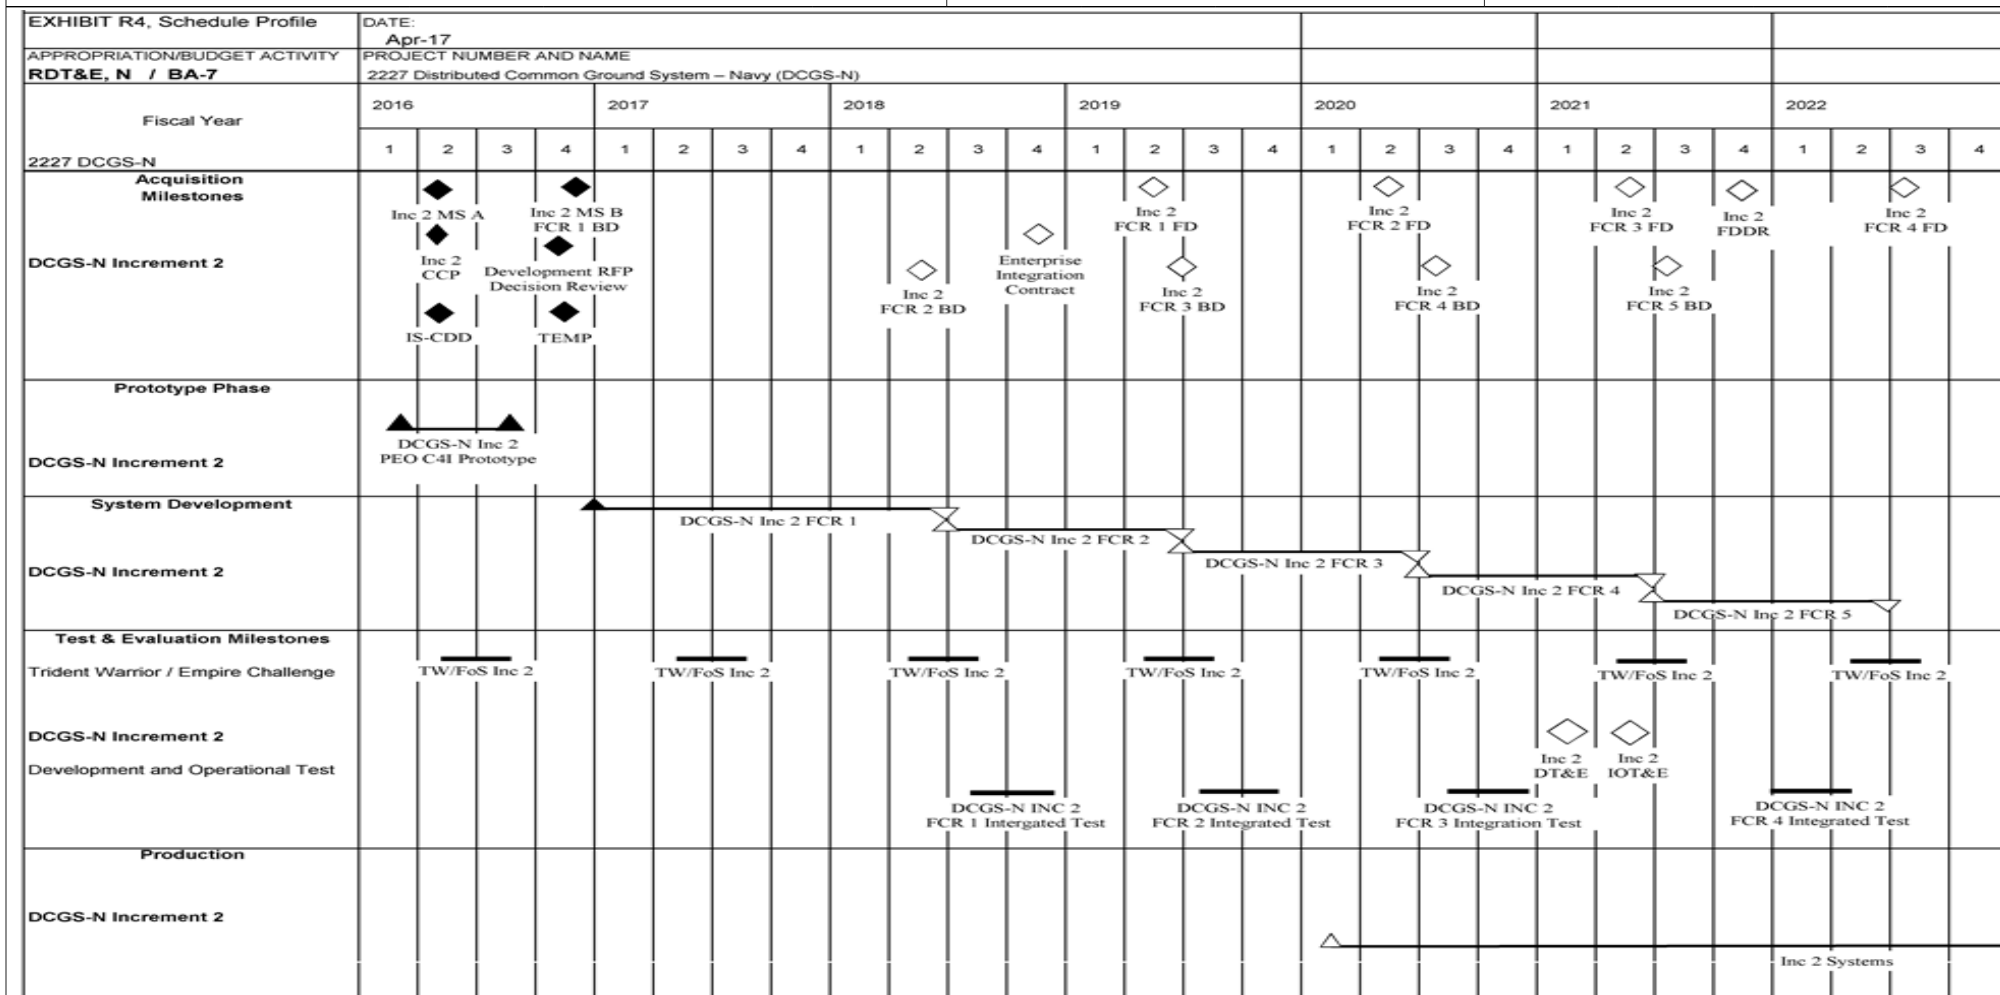 EXHIBIT R4, Schedule Profile
DATE:
Apr-17
APPROPRIATION/BUDGET ACTIVITY
PROJECT NUMBER AND NAME
RDT&E, N / BA-7
2227 Distributed Common Ground System – Navy (DCGS-N)
Fiscal Year
2016 2017 2018 2019 2020 2021 2022
2227 DCGS-N
1 2 3 4 1 2 3 4 1 2 3 4 1 2 3 4 1 2 3 4 1 2 3 4 1 2 3 4
Acquisition
Milestones
DCGS-N Increment 2
Inc 2 MS A
Inc 2
CCP
IS-CDD
Inc 2 MS B
FCR 1 BD
Development RFP
Decision Review
TEMP
Inc 2
FCR 2 BD
Enterprise
Integration
Contract
Inc 2
FCR 1 FD
Inc 2
FCR 3 BD
Inc 2
FCR 2 FD
Inc 2
FCR 4 BD
Inc 2
FCR 3 FD
Inc 2
FCR 5 BD
Inc 2
FDDR
Inc 2
FCR 4 FD
Prototype Phase
DCGS-N Inc 2
PEO C4I Prototype
DCGS-N Increment 2
System Development
DCGS-N Inc 2 FCR 1
DCGS-N Inc 2 FCR 2
DCGS-N Inc 2 FCR 3
DCGS-N Increment 2
DCGS-N Inc 2 FCR 4
DCGS-N Inc 2 FCR 5
Test & Evaluation Milestones
Trident Warrior / Empire Challenge
TW/FoS Inc 2
TW/FoS Inc 2
TW/FoS Inc 2
TW/FoS Inc 2
TW/FoS Inc 2
TW/FoS Inc 2
TW/FoS Inc 2
DCGS-N Increment 2
Inc 2
DT&E
Inc 2
IOT&E
Development and Operational Test
DCGS-N INC 2
FCR 1 Intergated Test
DCGS-N INC 2
FCR 2 Integrated Test
DCGS-N INC 2
FCR 3 Integration Test
DCGS-N INC 2
FCR 4 Integrated Test
Production
DCGS-N Increment 2
Inc 2 Systems